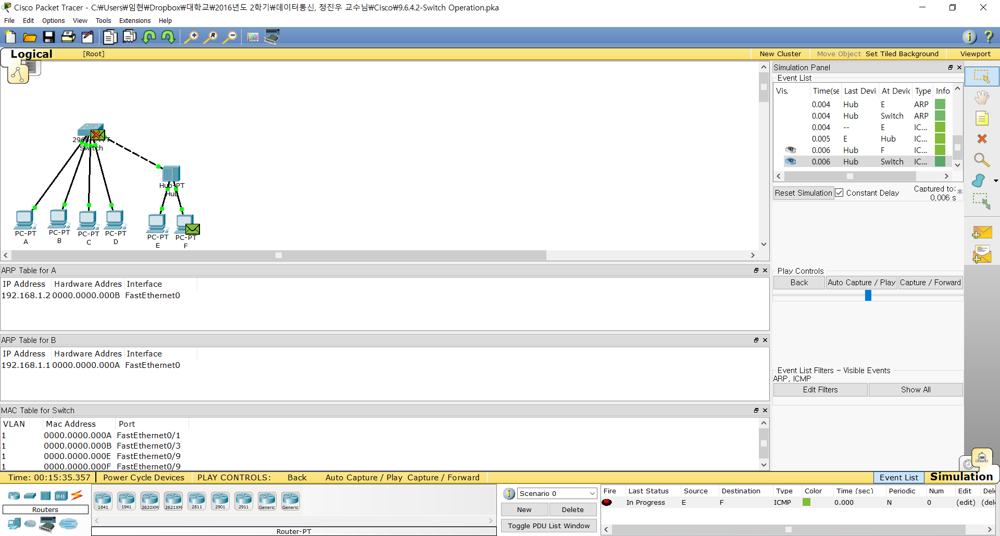 Cisco Packet Tracer - C:₩Users₩임현₩Dropbox₩대학교₩2016년도 2학기₩데이터통신, 정진우 교수님₩Cisco₩9.6.4.2-Switch Operation.pka
File Edit Options View Tools Extensions Help
Logical [Root] New Cluster Move Object Set Tiled Background Viewport
Simulation Panel
Event List
Vis. Time(se Last Devi At Devic Type Info
0.004 Hub E ARP
0.004 Hub Switch ARP
0.004 -- E IC...
0.005 E Hub IC...
0.006 Hub F IC...
0.006 Hub Switch IC...
Reset Simulation Constant Delay Captured to:
0,006 s
Switch
Hub-PT
Hub
PC-PT
A
PC-PT
B
PC-PT
C
PC-PT
D
PC-PT
E
PC-PT
F
Play Controls
Back Auto Capture / Play Capture / Forward
Event List Filters - Visible Events
ARP, ICMP
Edit Filters Show All
ARP Table for A
IP Address Hardware Addres Interface
192.168.1.2 0000.0000.000B FastEthernet0
ARP Table for B
IP Address Hardware Addres Interface
192.168.1.1 0000.0000.000A FastEthernet0
MAC Table for Switch
VLAN Mac Address Port
1 0000.0000.000A FastEthernet0/1
1 0000.0000.000B FastEthernet0/3
1 0000.0000.000E FastEthernet0/9
1 0000.0000.000F FastEthernet0/9
Time: 00:15:35.357 Power Cycle Devices PLAY CONTROLS: Back Auto Capture / Play Capture / Forward Event List Simulation
Routers
1841 1941 2620XM 2621XM 2811 2901 2911 Generic Generic
Router-PT
Scenario 0
New Delete
Toggle PDU List Window
Fire Last Status Source Destination Type Color Time (sec) Periodic Num Edit Dele
In Progress E F ICMP 0.000 N 0 (edit) (del